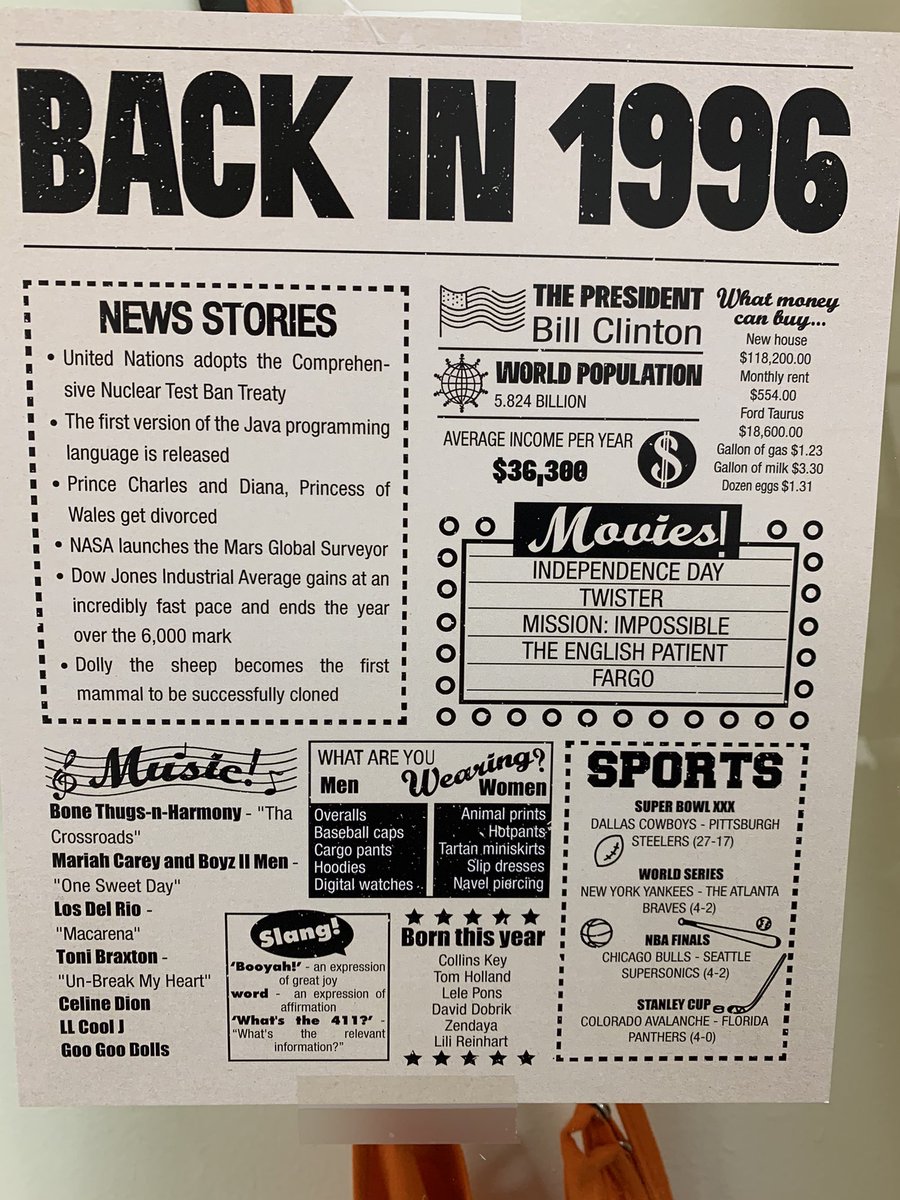 BACK IN 1996
NEWS STORIES
• United Nations adopts the Comprehen-
sive Nuclear Test Ban Treaty
• The first version of the Java programming
language is released
• Prince Charles and Diana, Princess of
Wales get divorced
• NASA launches the Mars Global Surveyor
• Dow Jones Industrial Average gains at an
incredibly fast pace and ends the year
over the 6,000 mark
• Dolly the sheep becomes the first
mammal to be successfully cloned
THE PRESIDENT
Bill Clinton
WORLD POPULATION
5.824 BILLION
AVERAGE INCOME PER YEAR
$36,300
$
What money
can buy...
New house
$118,200.00
Monthly rent
$554.00
Ford Taurus
$18,600.00
Gallon of gas $1.23
Gallon of milk $3.30
Dozen eggs $1.31
Movies!
INDEPENDENCE DAY
TWISTER
MISSION: IMPOSSIBLE
THE ENGLISH PATIENT
FARGO
Music!
Bone Thugs-n-Harmony - "Tha
Crossroads"
Mariah Carey and Boyz II Men -
"One Sweet Day"
Los Del Rio -
"Macarena"
Toni Braxton -
"Un-Break My Heart"
Celine Dion
LL Cool J
Goo Goo Dolls
WHAT ARE YOU
Wearing?
Men
Overalls
Baseball caps
Cargo pants
Hoodies
Digital watches
Women
Animal prints
Hotpants
Tartan miniskirts
Slip dresses
Navel piercing
Slang!
'Booyah!' - an expression
of great joy
word - an expression of
affirmation
'What's the 411?' -
"What's the relevant
information?"
Born this year
Collins Key
Tom Holland
Lele Pons
David Dobrik
Zendaya
Lili Reinhart
SPORTS
SUPER BOWL XXX
DALLAS COWBOYS - PITTSBURGH
STEELERS (27-17)
WORLD SERIES
NEW YORK YANKEES - THE ATLANTA
BRAVES (4-2)
NBA FINALS
CHICAGO BULLS - SEATTLE
SUPERSONICS (4-2)
STANLEY CUP
COLORADO AVALANCHE - FLORIDA
PANTHERS (4-0)